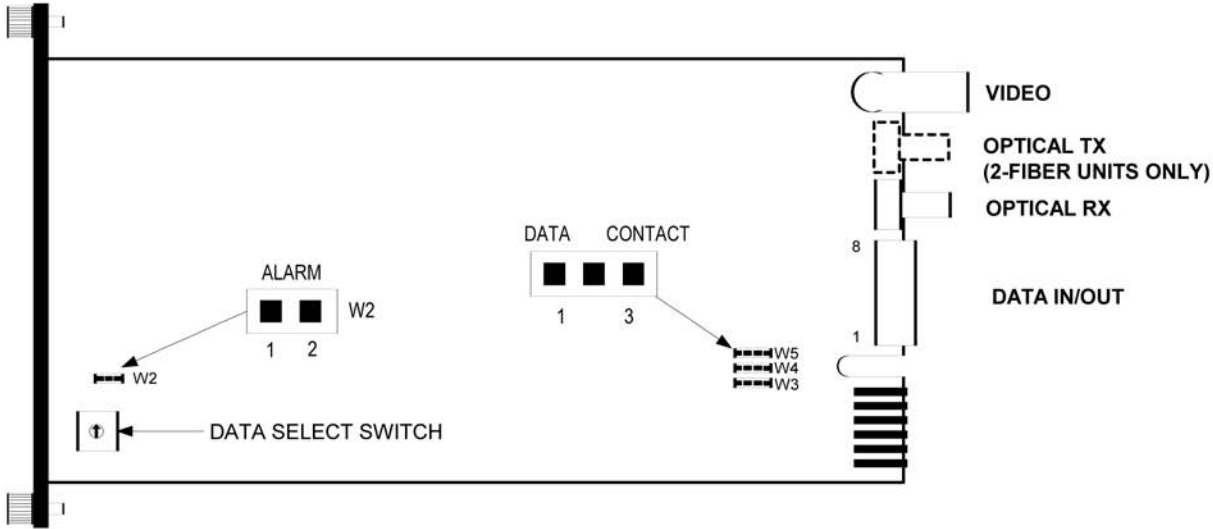 VIDEO
OPTICAL TX
(2-FIBER UNITS ONLY)
OPTICAL RX
DATA CONTACT
8
ALARM
DATA IN/OUT
W2
1 3
1
1 2
W5
W4
W2
W3
DATA SELECT SWITCH